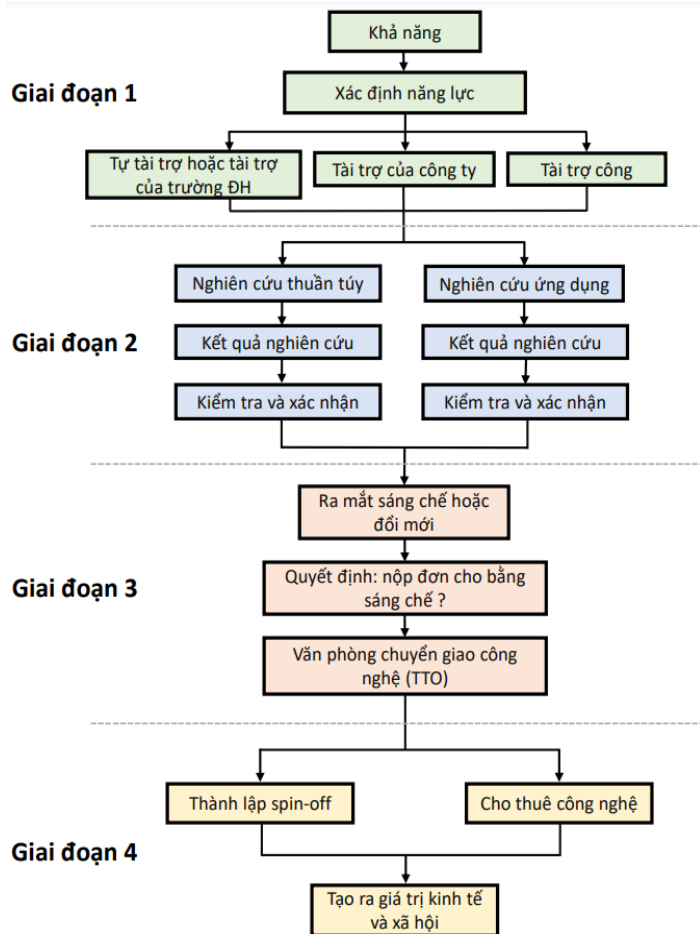 Khả năng
Giai đoạn 1
Xác định năng lực
Tự tài trợ hoặc tài trợ
của trường ĐH
Tài trợ của công ty
Tài trợ công
Nghiên cứu thuần túy
Nghiên cứu ứng dụng
Giai đoạn 2
Kết quả nghiên cứu
Kết quả nghiên cứu
Kiểm tra và xác nhận
Kiểm tra và xác nhận
Ra mắt sáng chế hoặc
đổi mới
Giai đoạn 3
Quyết định: nộp đơn cho bằng
sáng chế ?
Văn phòng chuyển giao công
nghệ (TTO)
Thành lập spin-off
Cho thuê công nghệ
Giai đoạn 4
Tạo ra giá trị kinh tế
và xã hội